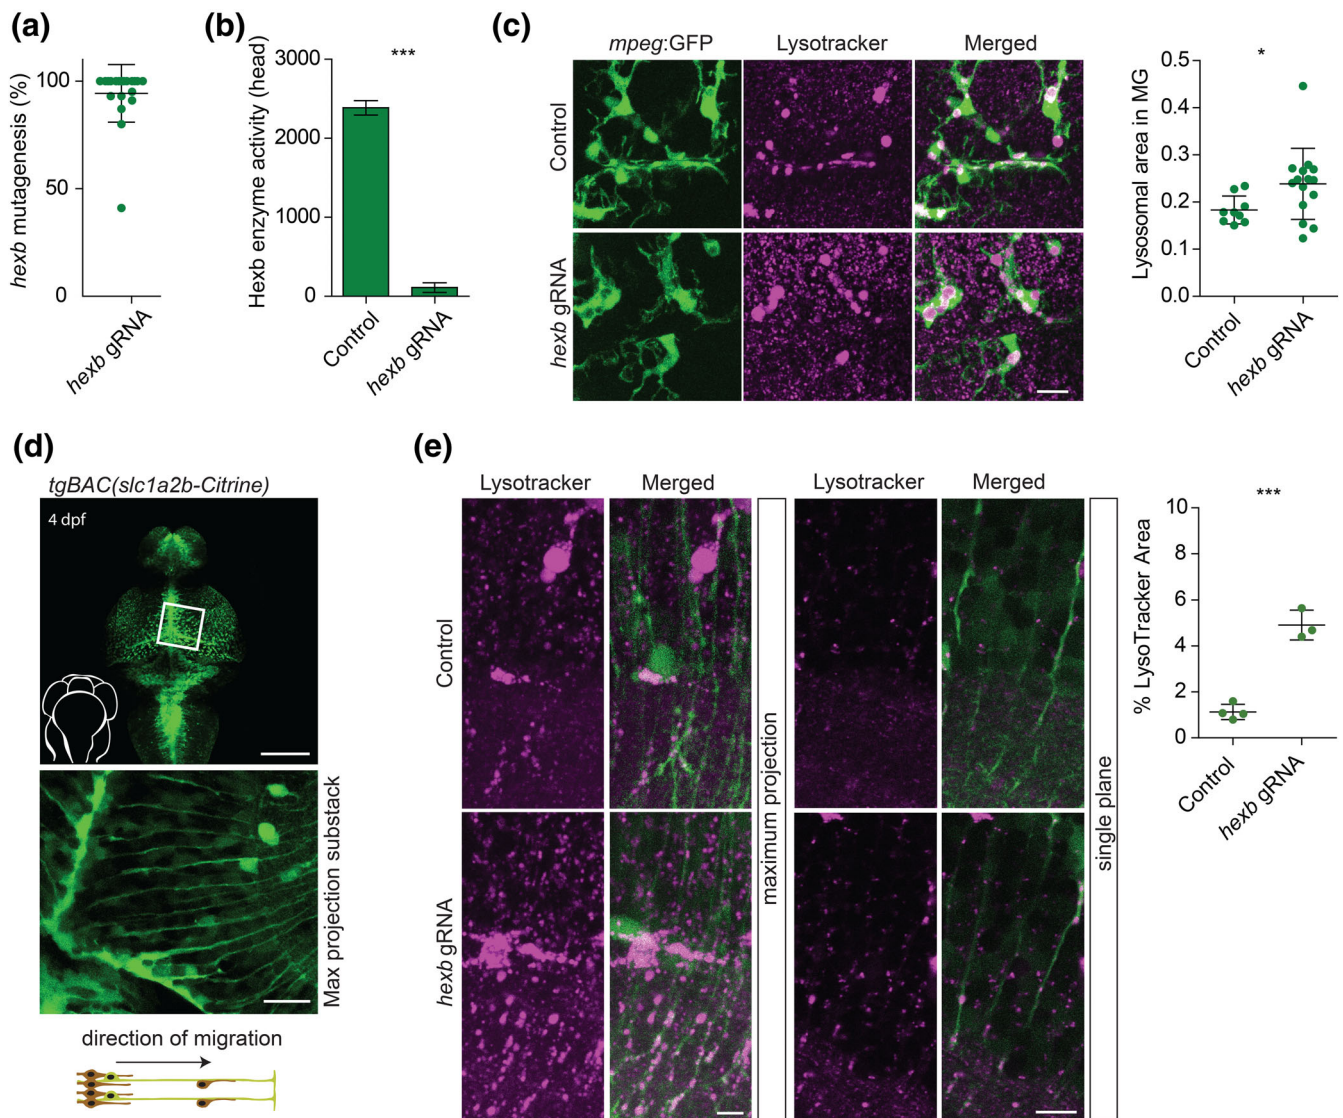 (a)
hexb mutagenesis (%)
100
50
0
hexb gRNA
(b)
Hexb enzyme activity (head)
3000
2000
1000
0
***
Control
hexb gRNA
(c)
mpeg:GFP
Lysotracker
Merged
Control
hexb gRNA
Lysosomal area in MG
*
0.5
0.4
0.3
0.2
0.1
0.0
Control
hexb gRNA
(d)
tgBAC(slc1a2b-Citrine)
4 dpf
Max projection substack
direction of migration
(e)
Lysotracker
Merged
Lysotracker
Merged
Control
hexb gRNA
maximum projection
single plane
% LysoTracker Area
***
10
8
6
4
2
0
Control
hexb gRNA